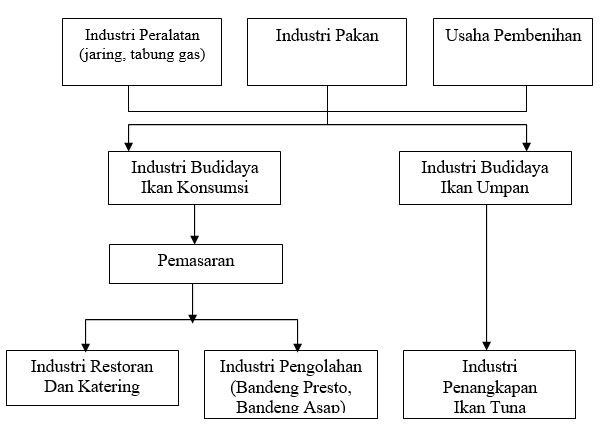 Industri Peralatan
(jaring, tabung gas)
Industri Pakan
Usaha Pembenihan
Industri Budidaya
Ikan Konsumsi
Industri Budidaya
Ikan Umpan
Pemasaran
Industri Restoran
Dan Katering
Industri Pengolahan
(Bandeng Presto,
Bandeng Asap)
Industri
Penangkapan
Ikan Tuna